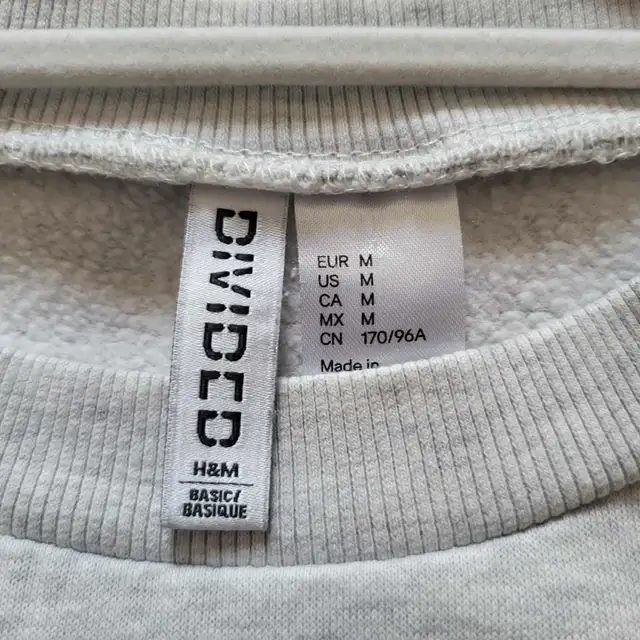 DIVIDED
H&M
BASIC/
BASIQUE
EUR M
US M
CA M
MX M
CN 170/96A
Made in